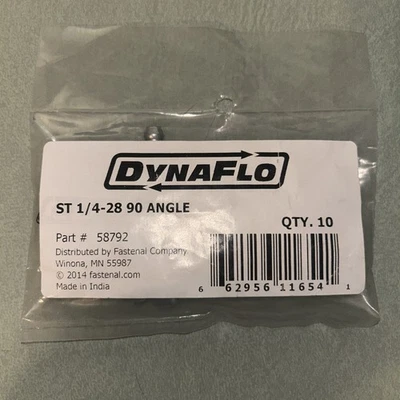 DYNAFLO
ST 1/4-28 90 ANGLE
QTY. 10
Part # 58792
Distributed by Fastenal Company
Winona, MN 55987
© 2014 fastenal.com
Made in India
6 62956 11654 1